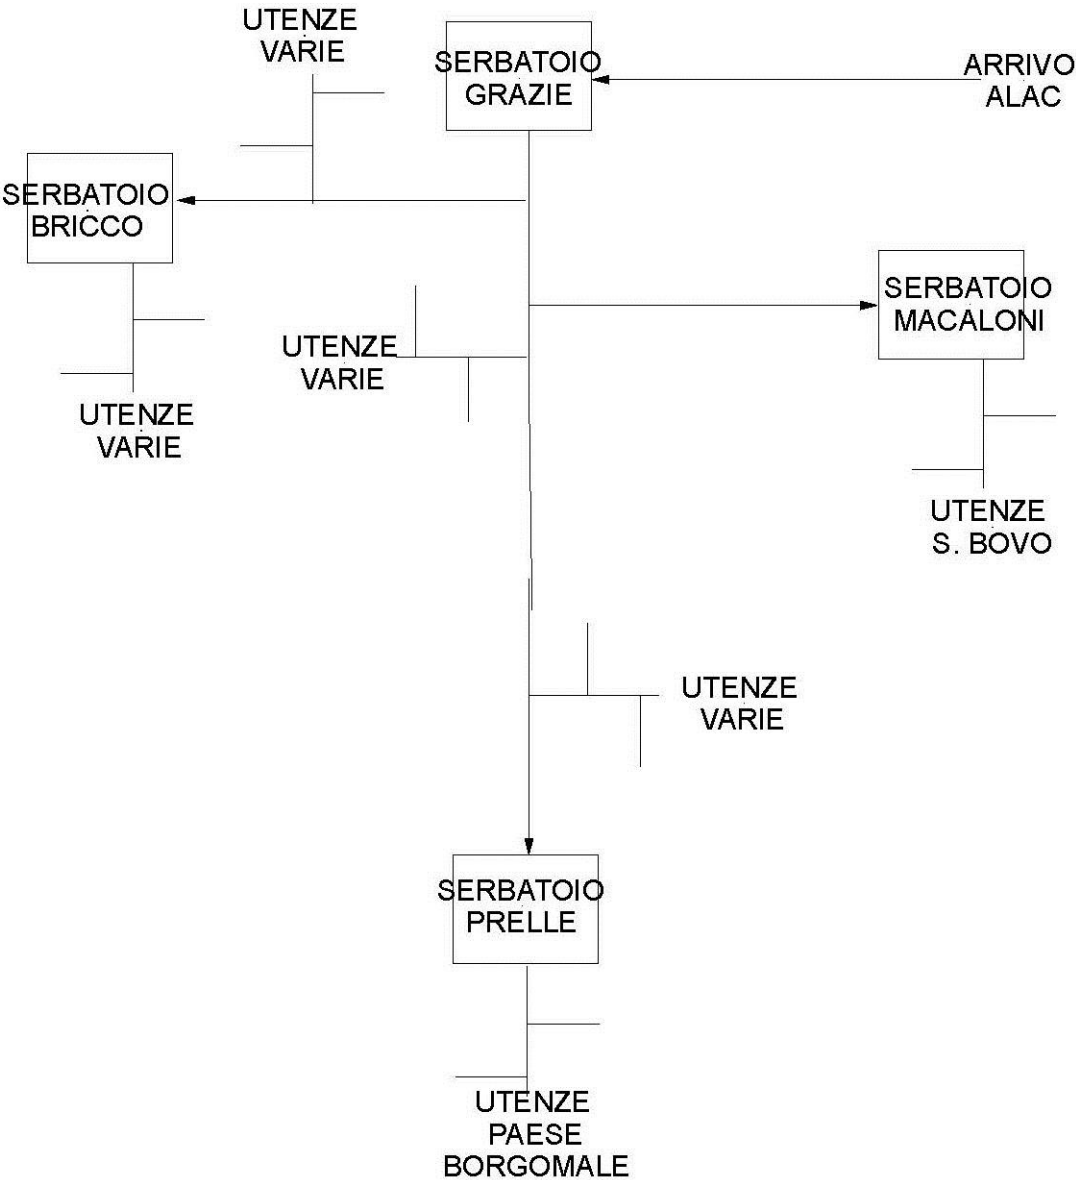 UTENZE
VARIE
SERBATOIO
GRAZIE
ARRIVO
ALAC
SERBATOIO
BRICCO
SERBATOIO
MACALONI
UTENZE
VARIE
UTENZE
VARIE
UTENZE
S. BOVO
UTENZE
VARIE
SERBATOIO
PRELLE
UTENZE
PAESE
BORGOMALE